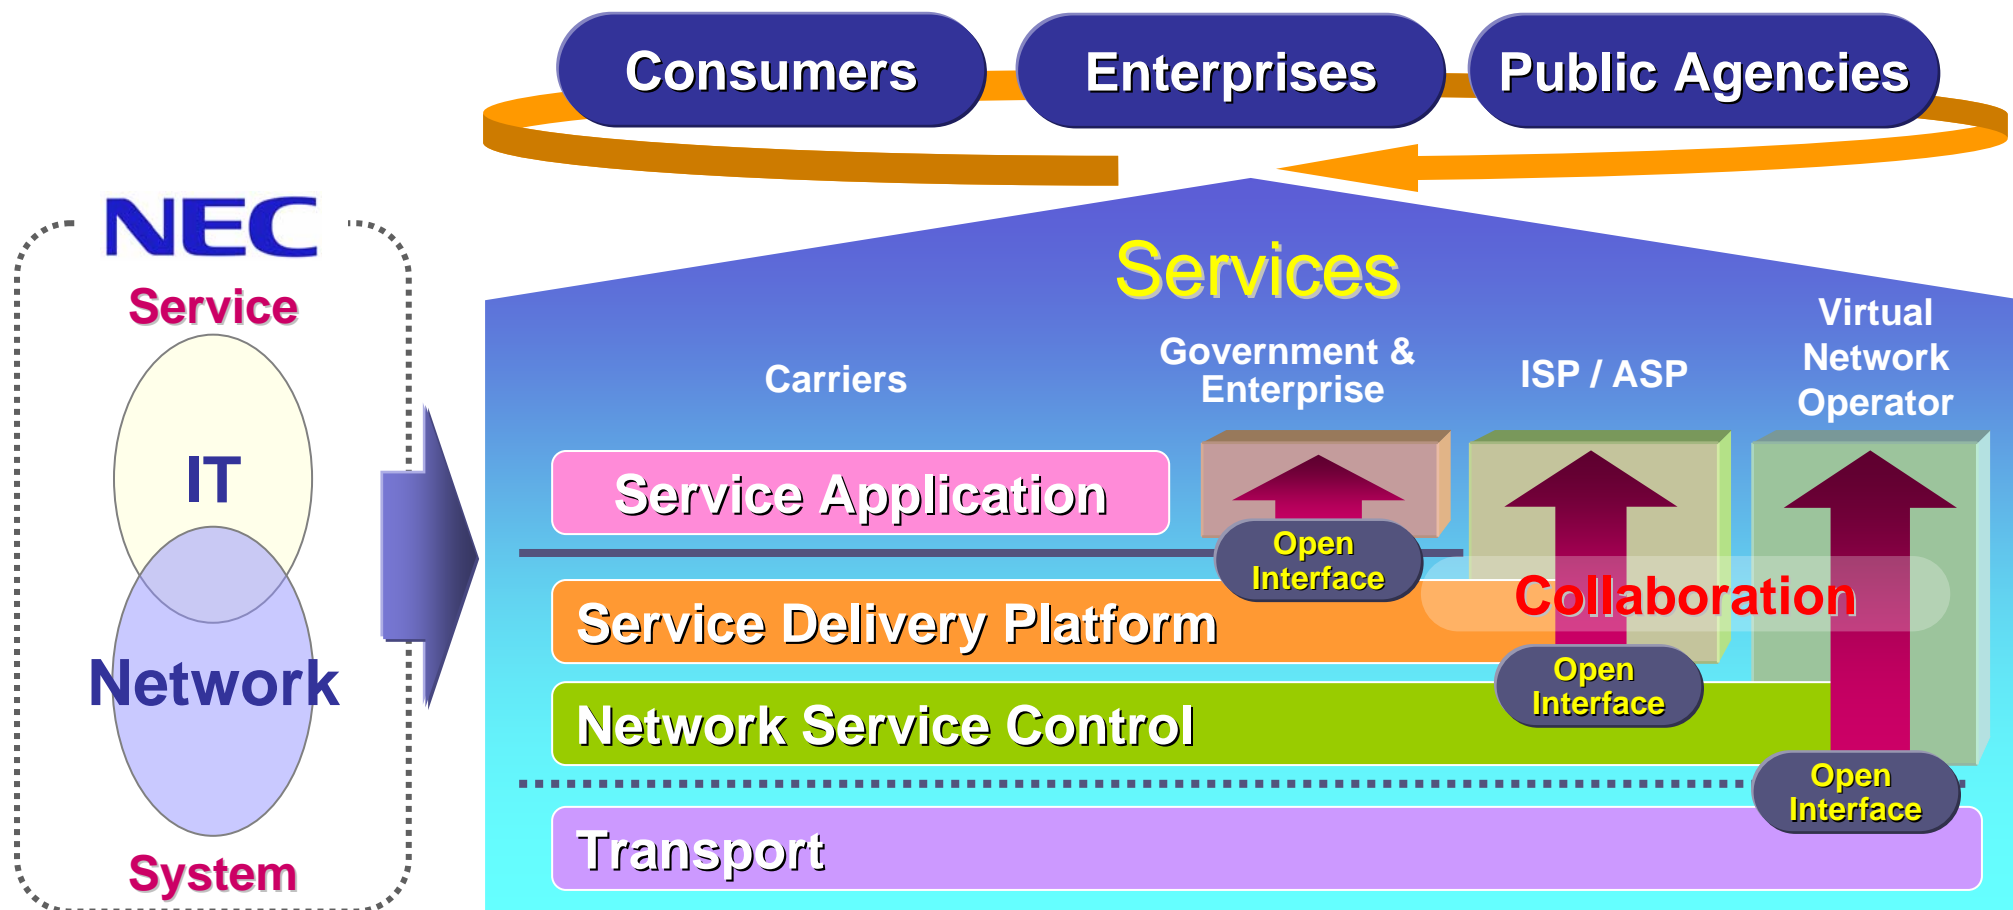 Consumers
Enterprises
Public Agencies
NEC
Service
IT
Network
System
Services
Carriers
Government &
Enterprise
ISP / ASP
Virtual
Network
Operator
Service Application
Open
Interface
Service Delivery Platform
Collaboration
Open
Interface
Network Service Control
Open
Interface
Transport